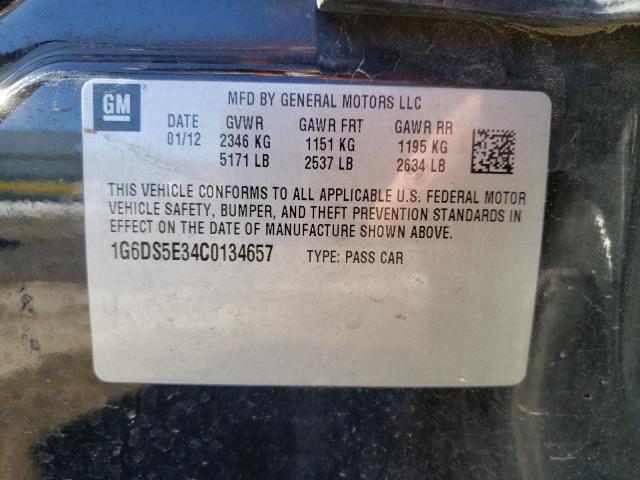 GM
MFD BY GENERAL MOTORS LLC
DATE GVWR GAWR FRT GAWR RR
01/12 2346 KG 1151 KG 1195 KG
5171 LB 2537 LB 2634 LB
THIS VEHICLE CONFORMS TO ALL APPLICABLE U.S. FEDERAL MOTOR
VEHICLE SAFETY, BUMPER, AND THEFT PREVENTION STANDARDS IN
EFFECT ON THE DATE OF MANUFACTURE SHOWN ABOVE.
1G6DS5E34C0134657 TYPE: PASS CAR